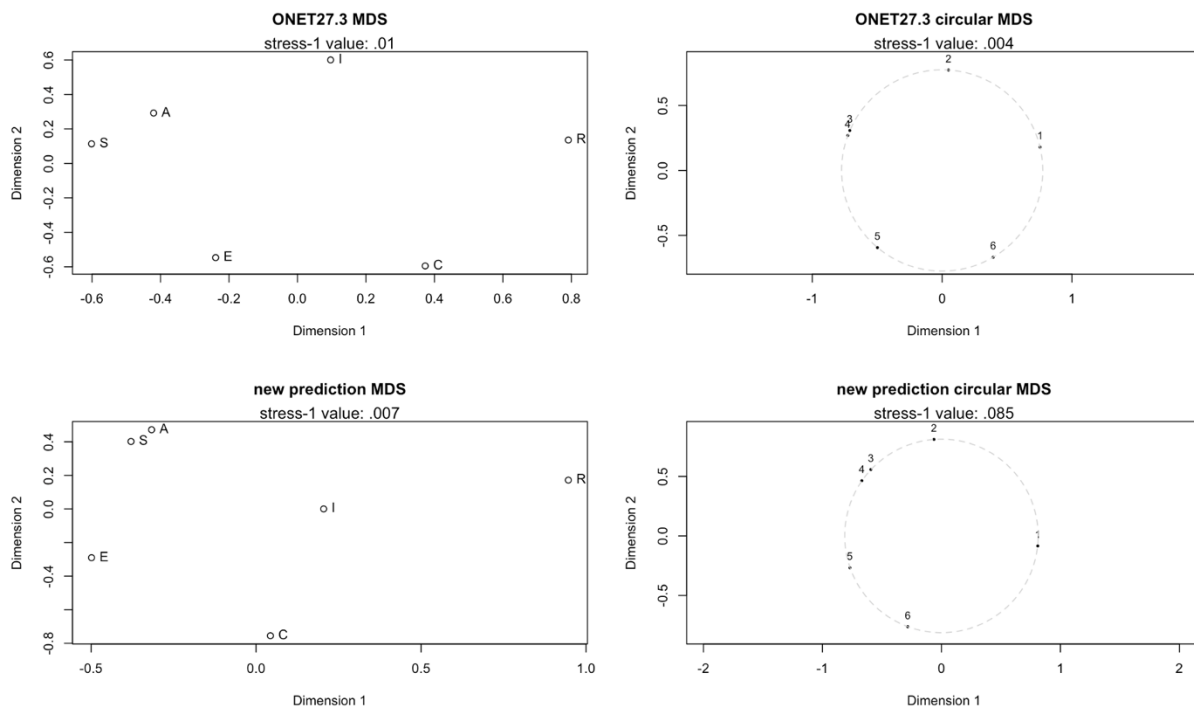 ONET27.3 MDS
stress-1 value: .01
Dimension 2
0.6
0.4
0.2
0.0
-0.2
-0.4
-0.6
I
A
S
R
E
C
-0.6
-0.4
-0.2
0.0
0.2
0.4
0.6
0.8
Dimension 1
ONET27.3 circular MDS
stress-1 value: .004
Dimension 2
0.5
0.0
-0.5
2
3
4
1
5
6
-1
0
1
Dimension 1
new prediction MDS
stress-1 value: .007
Dimension 2
0.4
0.0
-0.4
-0.8
A
S
R
I
E
C
-0.5
0.0
0.5
1.0
Dimension 1
new prediction circular MDS
stress-1 value: .085
Dimension 2
0.5
0.0
-0.5
2
3
4
5
6
-2
-1
0
1
2
Dimension 1